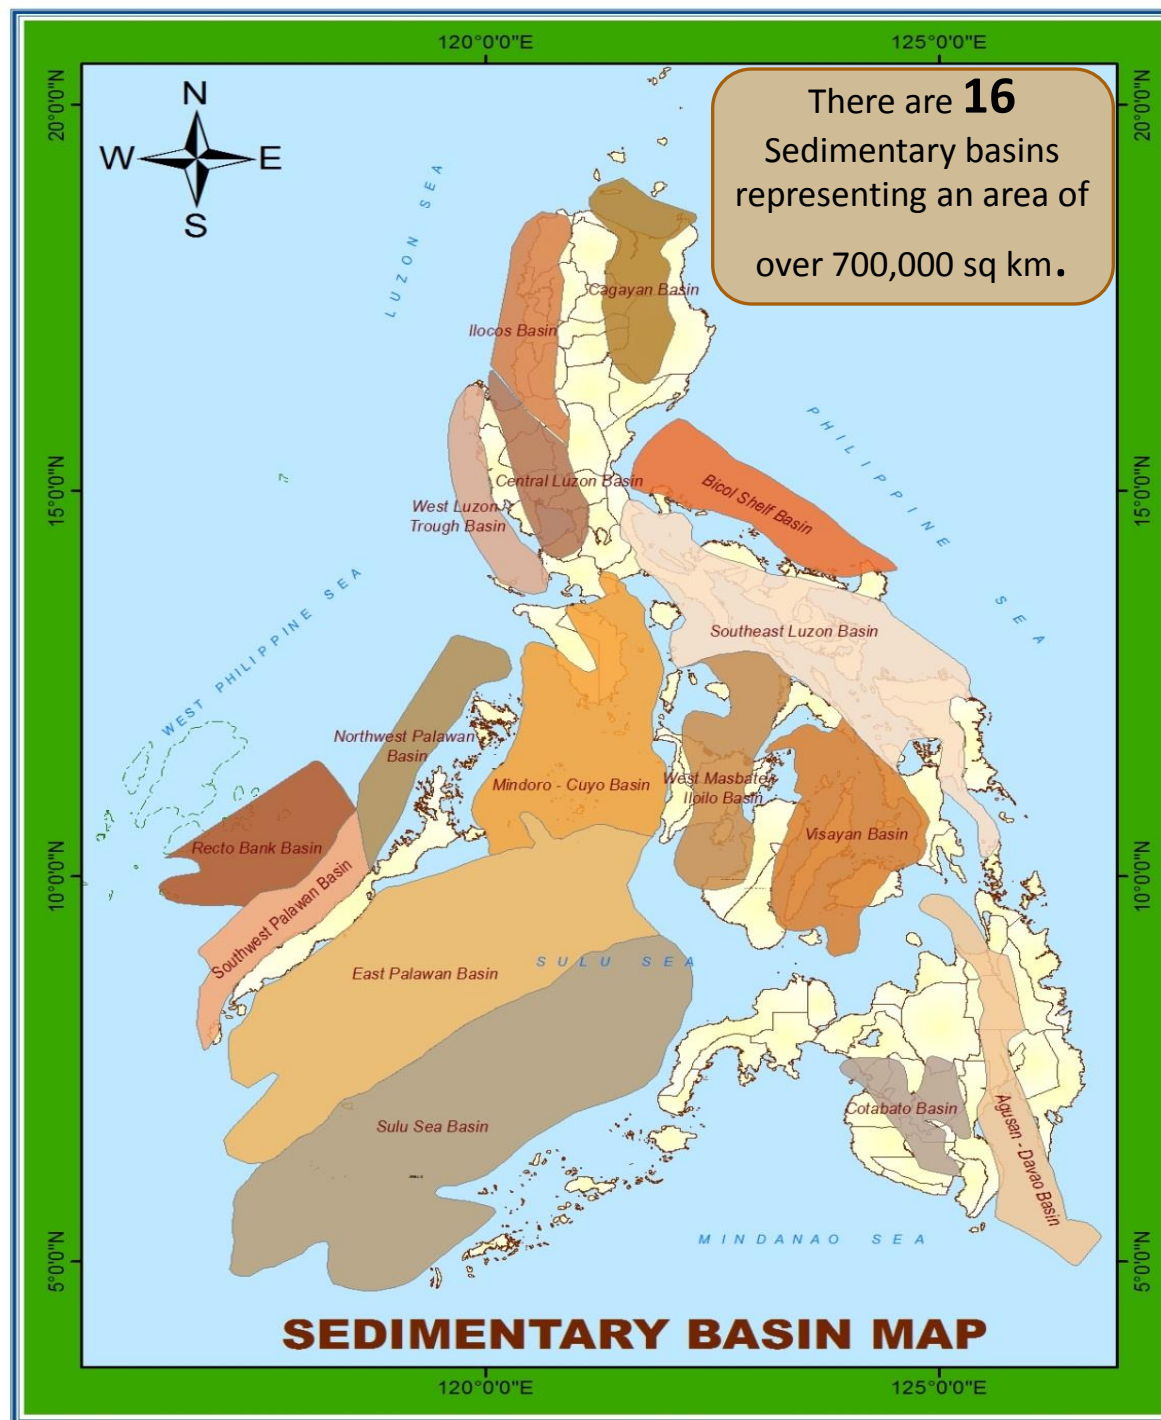 120°0'0"E
125°0'0"E
20°0'0"N
20°0'0"N
N
W
E
S
There are 16
Sedimentary basins
representing an area of
over 700,000 sq km.
LUZON SEA
Cagayan Basin
Ilocos Basin
PHILIPPINE SEA
15°0'0"N
15°0'0"N
Central Luzon Basin
Bicol Shelf Basin
West Luzon
Trough Basin
WEST PHILIPPINE SEA
Southeast Luzon Basin
Northwest Palawan
Basin
Mindoro - Cuyo Basin
West Masbate
Iloilo Basin
Visayan Basin
Recto Bank Basin
10°0'0"N
10°0'0"N
Southwest Palawan Basin
East Palawan Basin
SULU SEA
Sulu Sea Basin
Cotabato Basin
Agusan - Davao Basin
MINDANAO SEA
5°0'0"N
5°0'0"N
SEDIMENTARY BASIN MAP
120°0'0"E
125°0'0"E